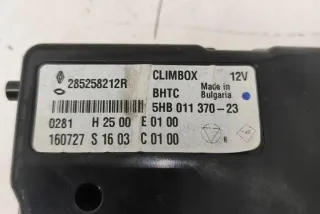 285258212R CLIMBOX 12V
BHTC Made in Bulgaria
5HB 011 370-23
0281 H 25 00 E 01 00
160727 S 16 03 C 01 00